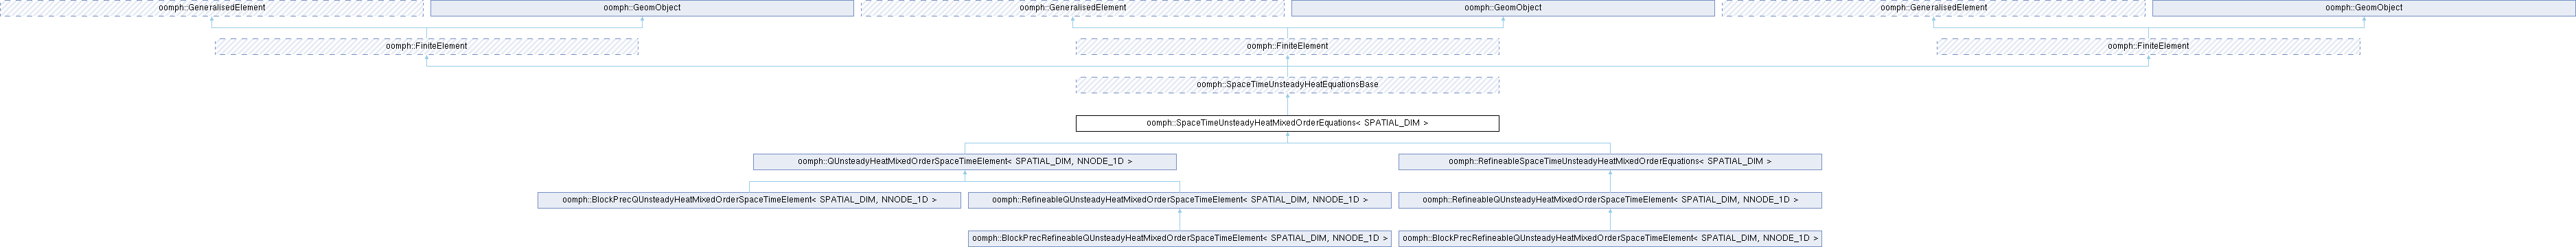 oomph::GeneralisedElement
oomph::GeomObject
oomph::GeneralisedElement
oomph::GeomObject
oomph::GeneralisedElement
oomph::GeomObject
oomph::FiniteElement
oomph::FiniteElement
oomph::FiniteElement
oomph::SpaceTimeUnsteadyHeatEquationsBase
oomph::SpaceTimeUnsteadyHeatMixedOrderEquations< SPATIAL_DIM >
oomph::QUnsteadyHeatMixedOrderSpaceTimeElement< SPATIAL_DIM, NNODE_1D >
oomph::RefineableSpaceTimeUnsteadyHeatMixedOrderEquations< SPATIAL_DIM >
oomph::BlockPrecQUnsteadyHeatMixedOrderSpaceTimeElement< SPATIAL_DIM, NNODE_1D >
oomph::RefineableQUnsteadyHeatMixedOrderSpaceTimeElement< SPATIAL_DIM, NNODE_1D >
oomph::RefineableQUnsteadyHeatMixedOrderSpaceTimeElement< SPATIAL_DIM, NNODE_1D >
oomph::BlockPrecRefineableQUnsteadyHeatMixedOrderSpaceTimeElement< SPATIAL_DIM, NNODE_1D >
oomph::BlockPrecRefineableQUnsteadyHeatMixedOrderSpaceTimeElement< SPATIAL_DIM, NNODE_1D >